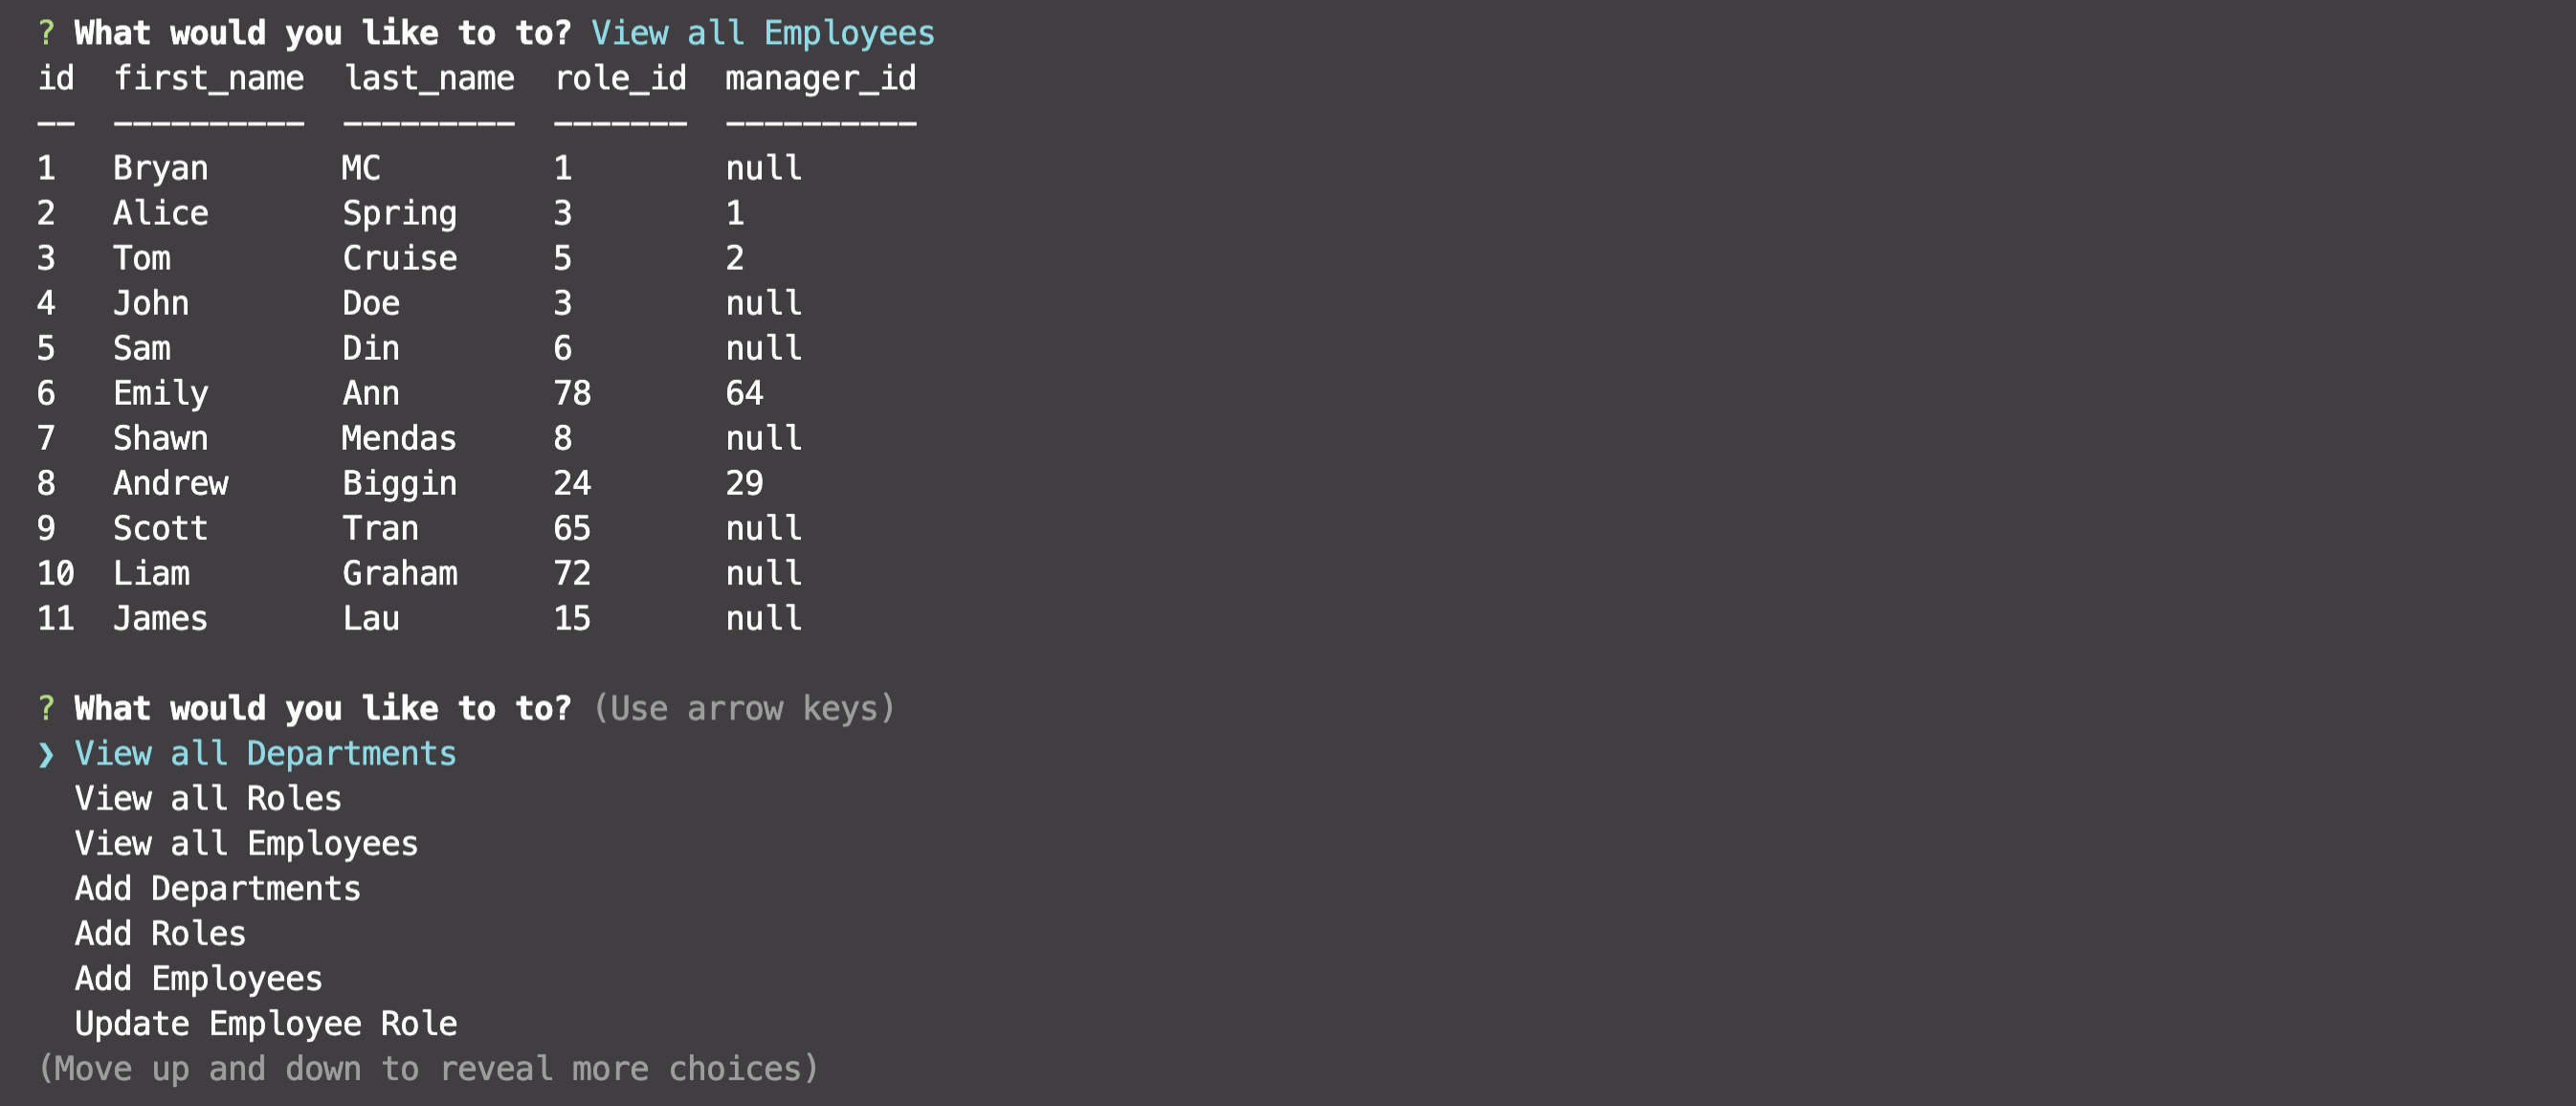 ? What would you like to to? View all Employees
id  first_name  last_name  role_id  manager_id
--  ----------  ---------  -------  ----------
1   Bryan       MC         1        null
2   Alice       Spring     3        1
3   Tom         Cruise     5        2
4   John        Doe        3        null
5   Sam         Din        6        null
6   Emily       Ann        78       64
7   Shawn       Mendas     8        null
8   Andrew      Biggin     24       29
9   Scott       Tran       65       null
10  Liam        Graham     72       null
11  James       Lau        15       null
? What would you like to to? (Use arrow keys)
❯ View all Departments
  View all Roles
  View all Employees
  Add Departments
  Add Roles
  Add Employees
  Update Employee Role
(Move up and down to reveal more choices)